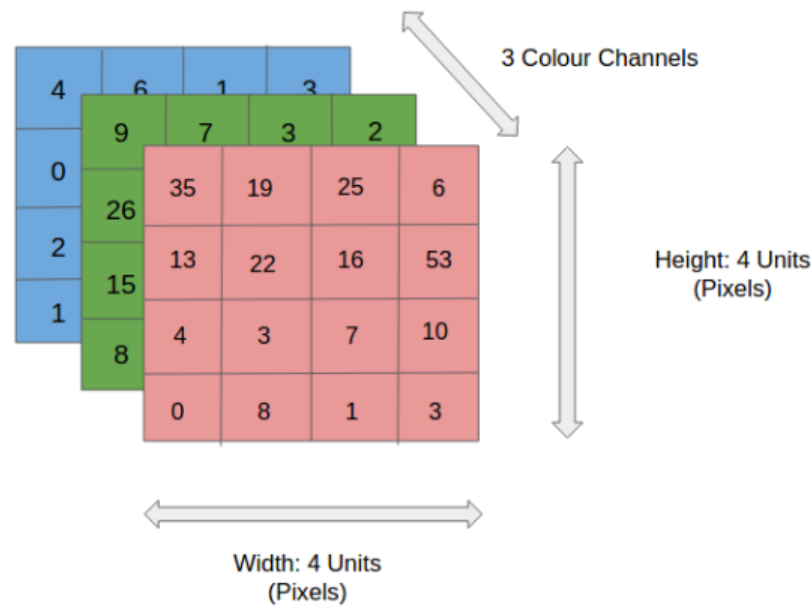 3 Colour Channels
4 6 1 3
9 7 3 2
0
35 19 25 6
26
13 22 16 53
2
15
4 3 7 10
1
8
0 8 1 3
Height: 4 Units
(Pixels)
Width: 4 Units
(Pixels)